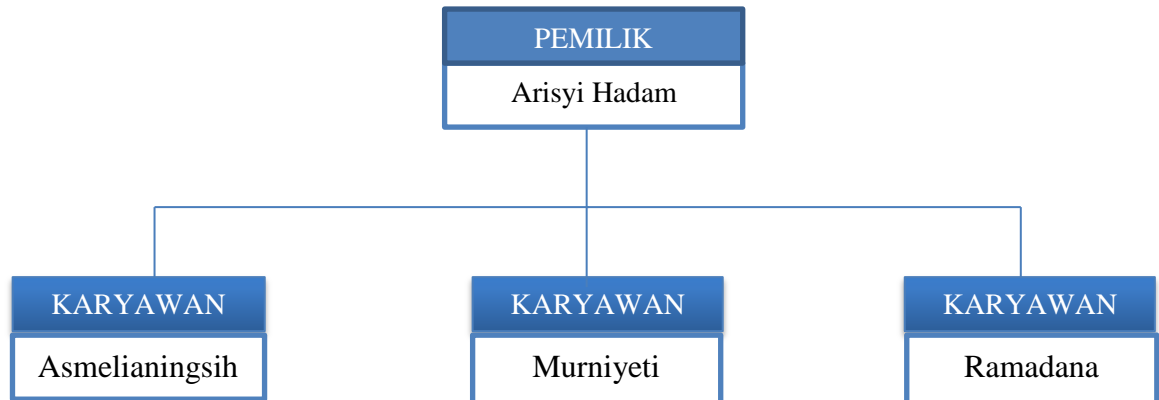 PEMILIK
Arisyi Hadam
KARYAWAN
Asmelianingsih
KARYAWAN
Murniyeti
KARYAWAN
Ramadana